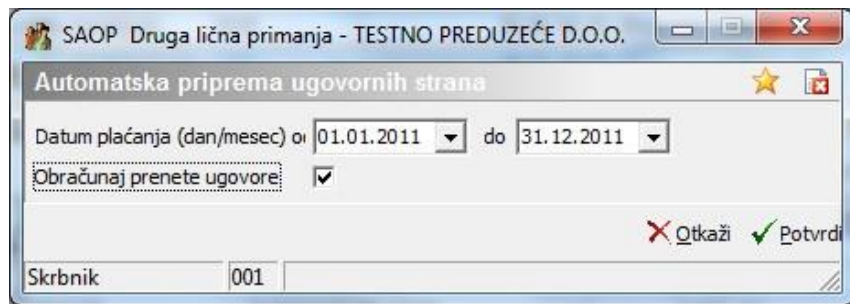 SAOP Druga lična primanja - TESTNO PREDUZEĆE D.O.O.
Automatska priprema ugovornih strana
Datum plaćanja (dan/mesec) o 01.01.2011 do 31.12.2011
Obračunaj prenete ugovore
Otkaži Potvrdi
Skrbnik 001